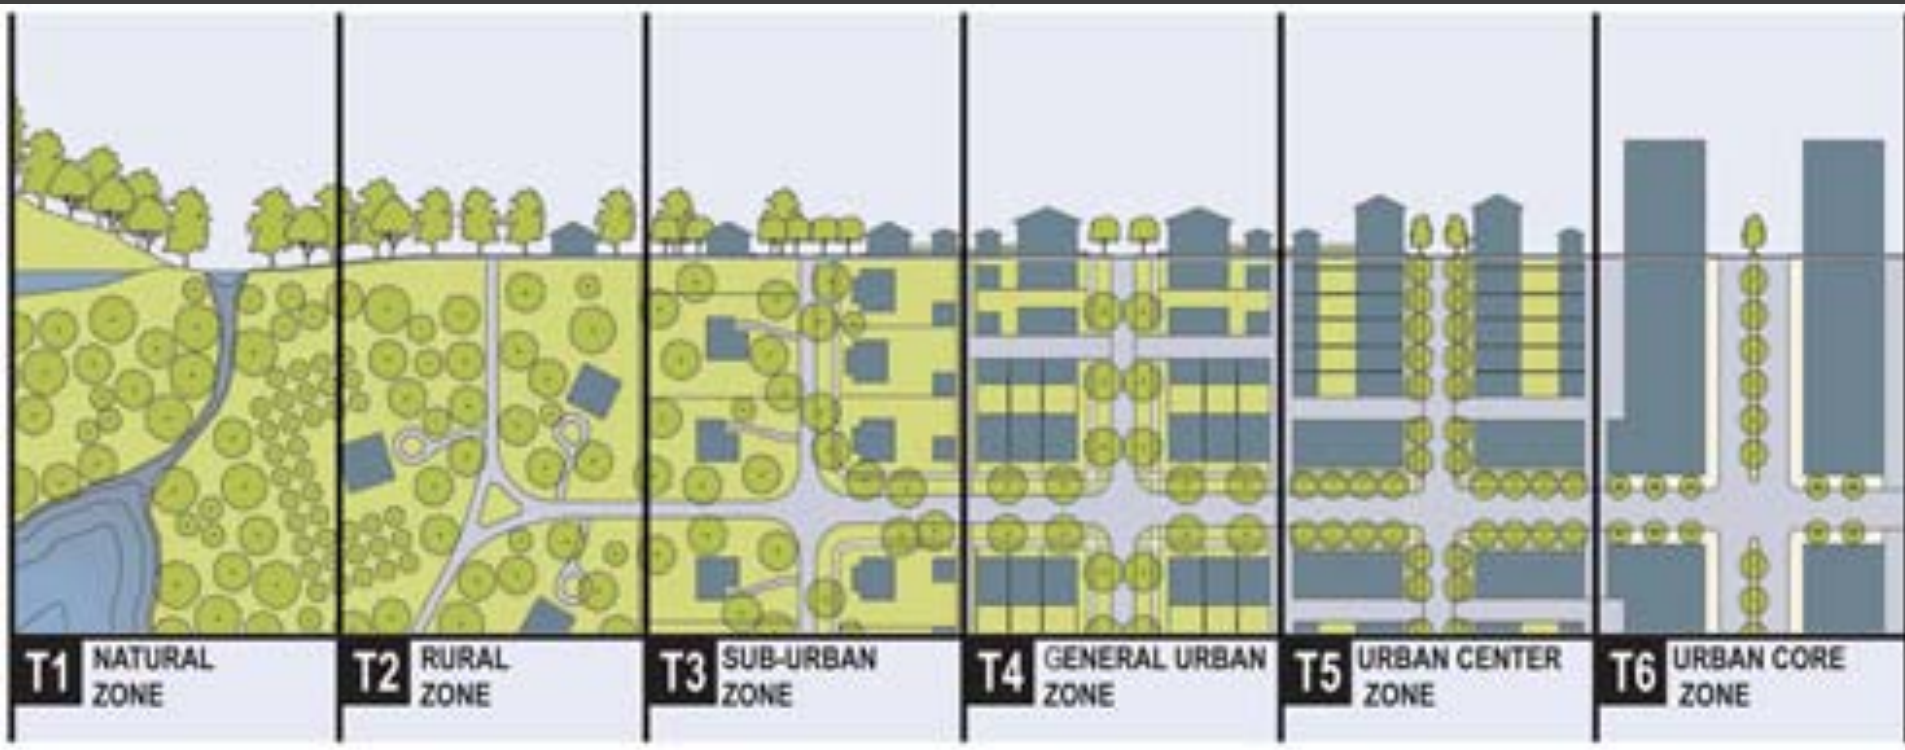 T1 NATURAL
ZONE
T2 RURAL
ZONE
T3 SUB-URBAN
ZONE
T4 GENERAL URBAN
ZONE
T5 URBAN CENTER
ZONE
T6 URBAN CORE
ZONE